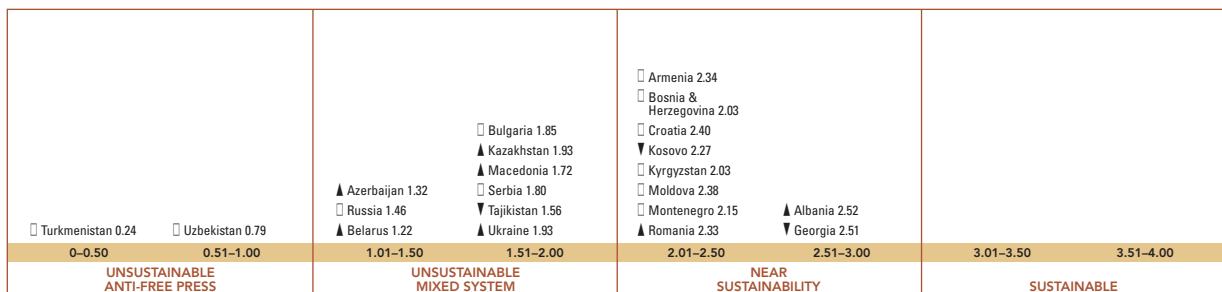 Turkmenistan 0.24
Uzbekistan 0.79
▲ Azerbaijan 1.32
Russia 1.46
▲ Belarus 1.22
Bulgaria 1.85
▲ Kazakhstan 1.93
▲ Macedonia 1.72
Serbia 1.80
▼ Tajikistan 1.56
▲ Ukraine 1.93
Armenia 2.34
Bosnia &
Herzegovina 2.03
Croatia 2.40
▼ Kosovo 2.27
Kyrgyzstan 2.03
Moldova 2.38
Montenegro 2.15
▲ Romania 2.33
▲ Albania 2.52
▼ Georgia 2.51
0–0.50 0.51–1.00 1.01–1.50 1.51–2.00 2.01–2.50 2.51–3.00 3.01–3.50 3.51–4.00
UNSUSTAINABLE
ANTI-FREE PRESS
UNSUSTAINABLE
MIXED SYSTEM
NEAR
SUSTAINABILITY
SUSTAINABLE